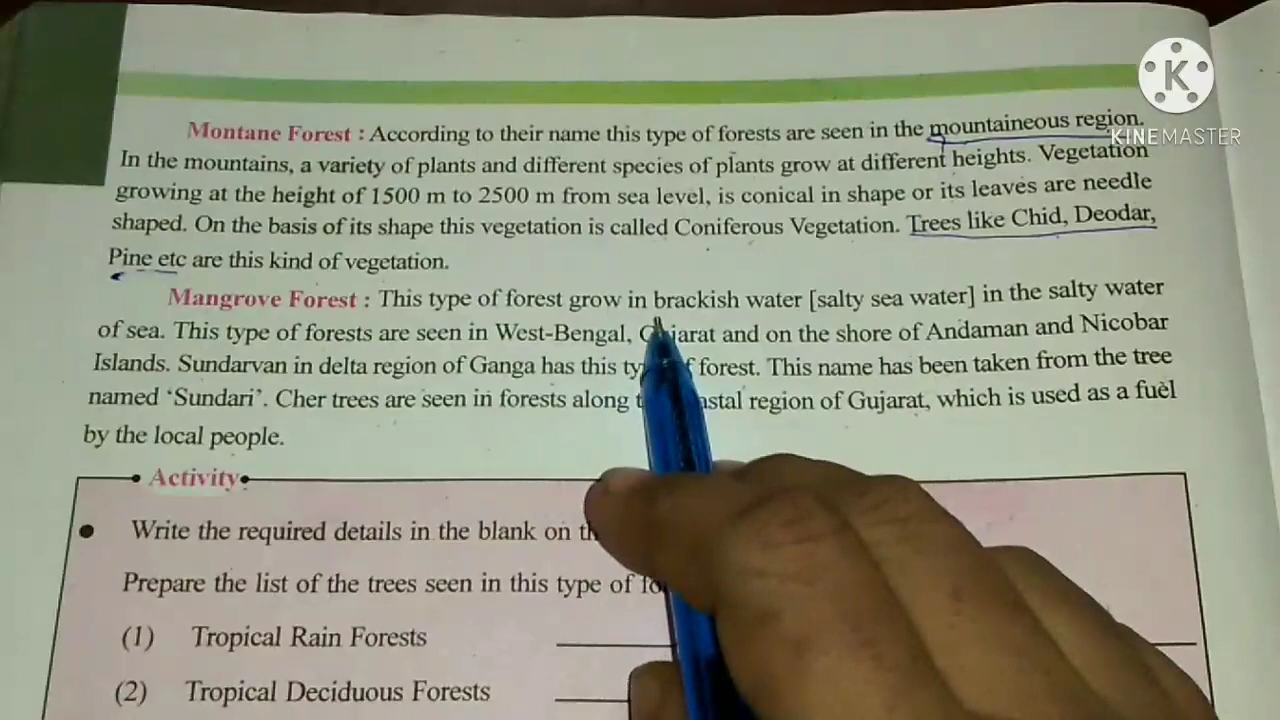 K
KINEMASTER
Montane Forest : According to their name this type of forests are seen in the mountaineous region.
In the mountains, a variety of plants and different species of plants grow at different heights. Vegetation
growing at the height of 1500 m to 2500 m from sea level, is conical in shape or its leaves are needle
shaped. On the basis of its shape this vegetation is called Coniferous Vegetation. Trees like Chid, Deodar,
Pine etc are this kind of vegetation.
Mangrove Forest : This type of forest grow in brackish water [salty sea water] in the salty water
of sea. This type of forests are seen in West-Bengal, Gujarat and on the shore of Andaman and Nicobar
Islands. Sundarvan in delta region of Ganga has this forest. This name has been taken from the tree
named ‘Sundari’. Cher trees are seen in forests along region of Gujarat, which is used as a fuel
by the local people.
Activity
● Write the required details in the blank on
Prepare the list of the trees seen in this type of
(1) Tropical Rain Forests
(2) Tropical Deciduous Forests